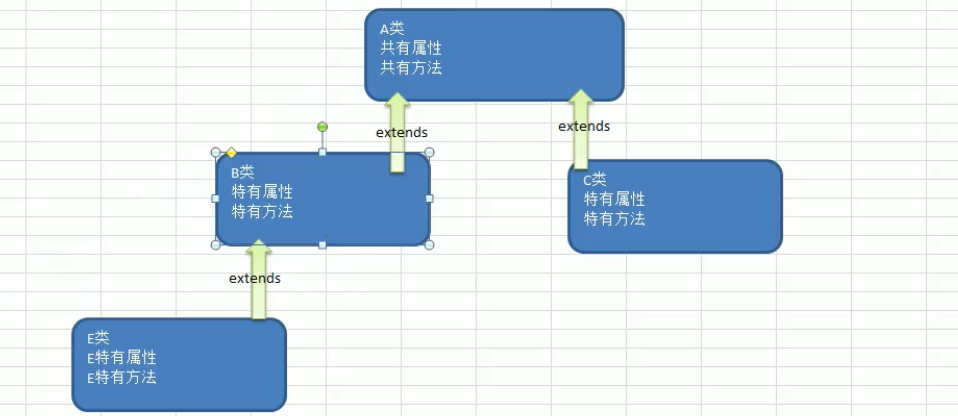 A类
共有属性
共有方法
extends
extends
B类
特有属性
特有方法
C类
特有属性
特有方法
extends
E类
E特有属性
E特有方法